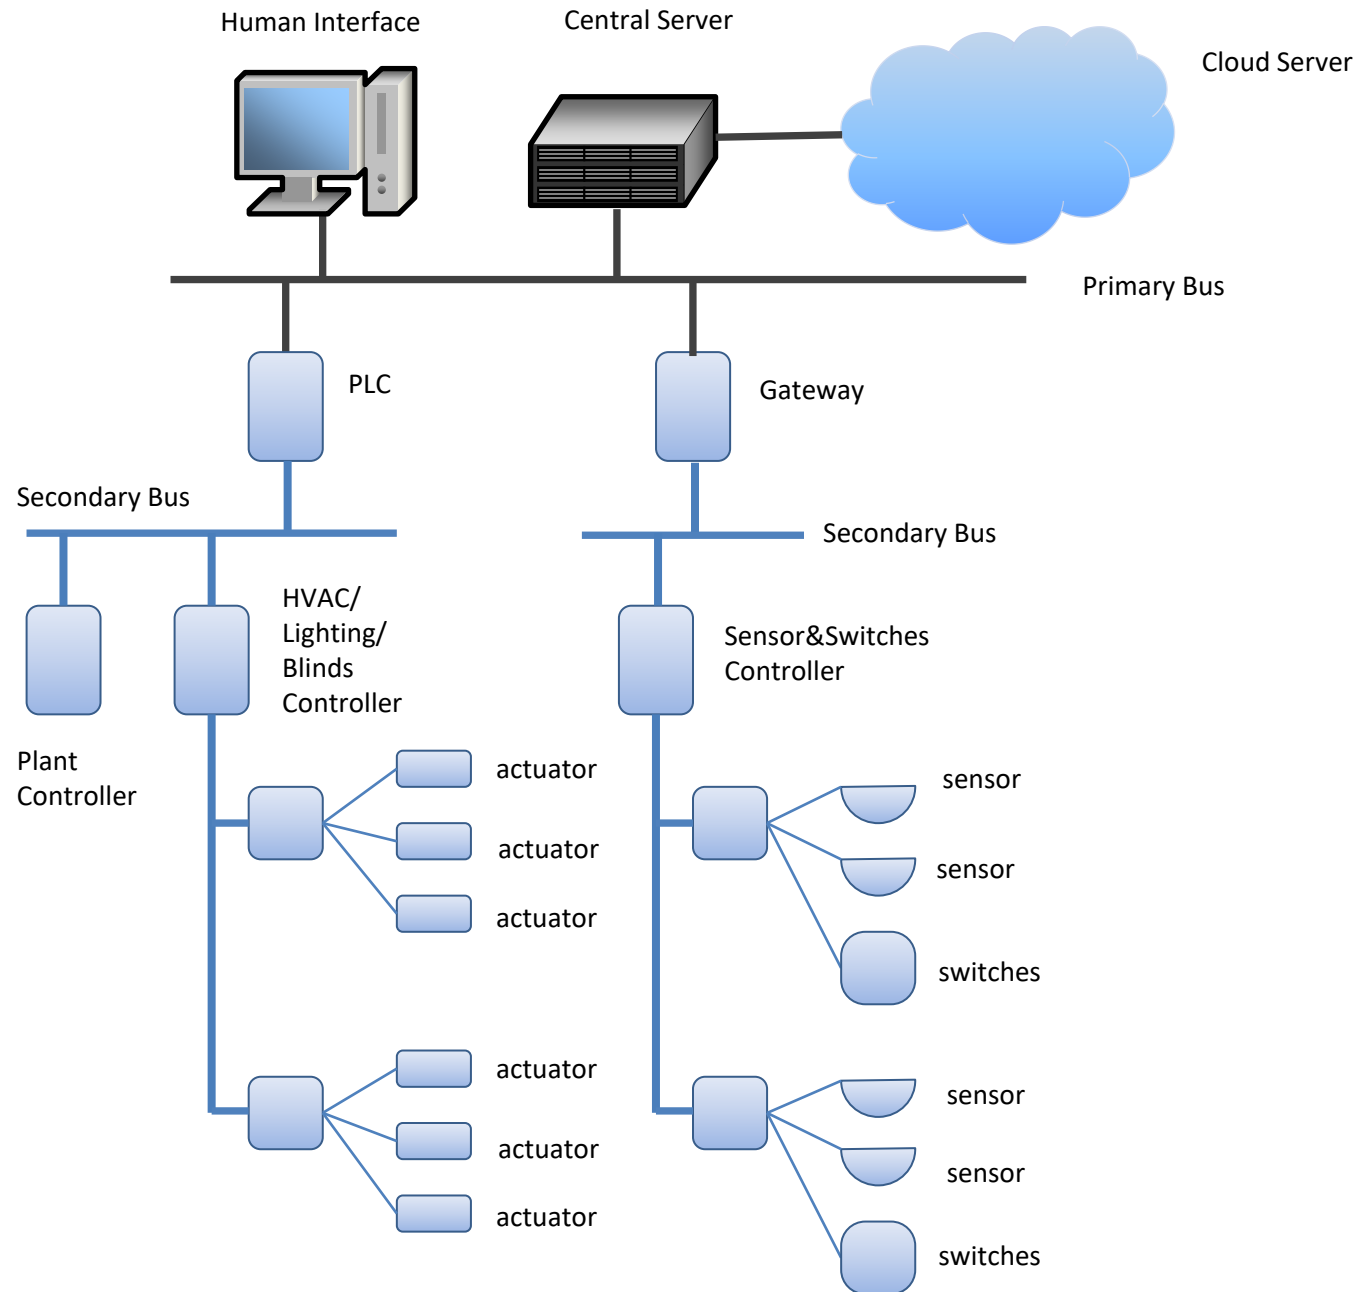 Human Interface
Central Server
Cloud Server
Primary Bus
PLC
Gateway
Secondary Bus
Secondary Bus
HVAC/
Lighting/
Blinds
Controller
Sensor&Switches
Controller
Plant
Controller
actuator
sensor
actuator
sensor
actuator
switches
actuator
sensor
actuator
sensor
actuator
switches